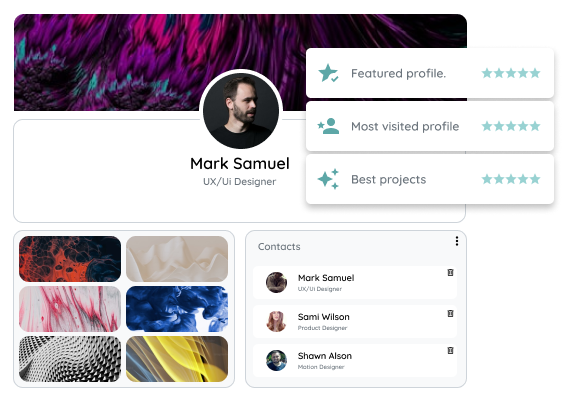 Featured profile.
Most visited profile
Best projects
Mark Samuel
UX/Ui Designer
Contacts
Mark Samuel
UX/Ui Designer
Sami Wilson
Product Designer
Shawn Alson
Motion Designer